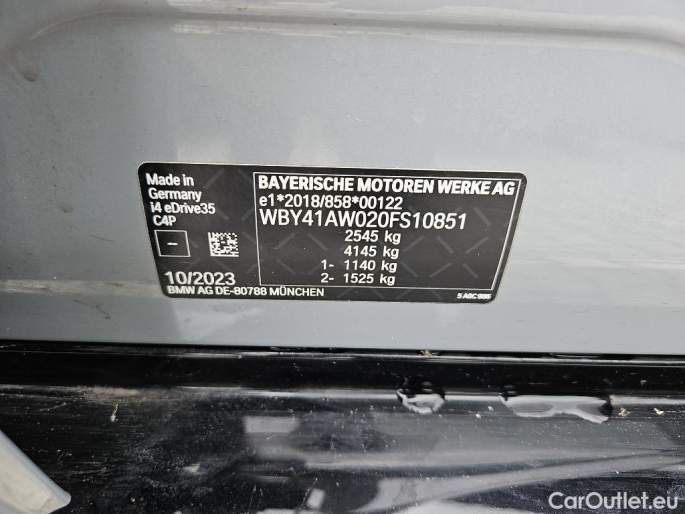 Made in
Germany
i4 eDrive35
C4P
–
10/2023
BMW AG DE-80788 MÜNCHEN
BAYERISCHE MOTOREN WERKE AG
e1*2018/858*00122
WBY41AW020FS10851
2545 kg
4145 kg
1- 1140 kg
2- 1525 kg
CarOutlet.eu